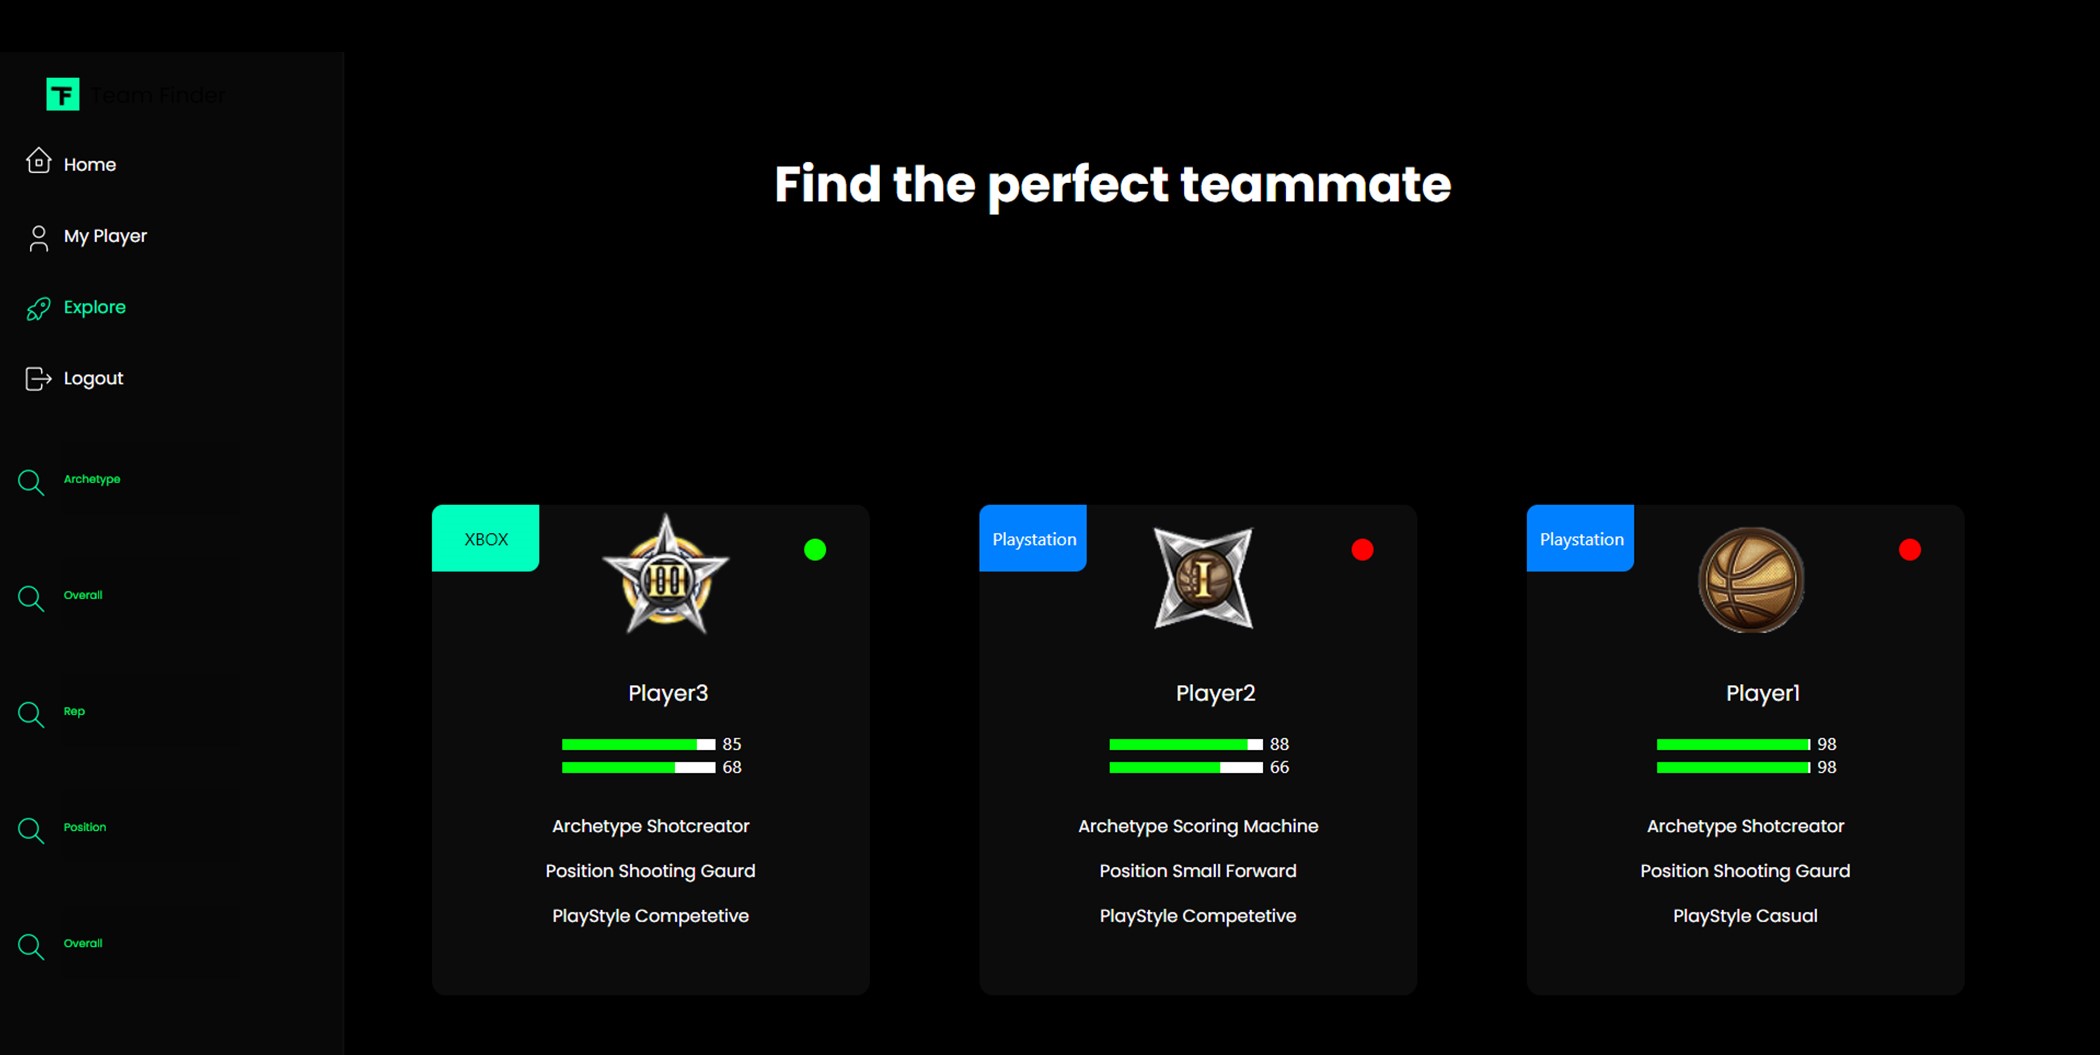 TF Team Finder
Home
My Player
Explore
Logout
Archetype
Overall
Rep
Position
Overall
Find the perfect teammate
XBOX
III
Player3
85
68
Archetype Shotcreator
Position Shooting Gaurd
PlayStyle Competetive
Playstation
I
Player2
88
66
Archetype Scoring Machine
Position Small Forward
PlayStyle Competetive
Playstation
Player1
98
98
Archetype Shotcreator
Position Shooting Gaurd
PlayStyle Casual